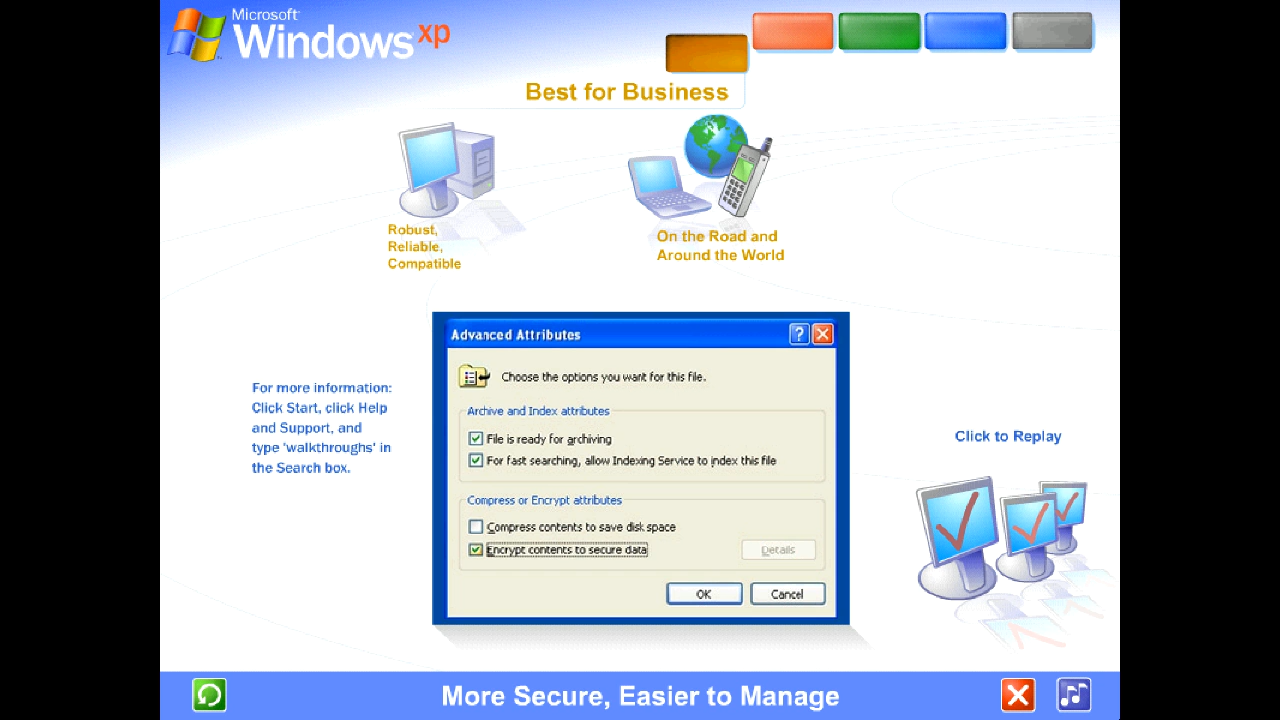 Microsoft
Windows xp
Best for Business
Robust,
Reliable,
Compatible
On the Road and
Around the World
Advanced Attributes
?
Choose the options you want for this file.
Archive and Index attributes
File is ready for archiving
For fast searching, allow Indexing Service to index this file
Compress or Encrypt attributes
Compress contents to save disk space
Encrypt contents to secure data
Details
OK
Cancel
For more information:
Click Start, click Help
and Support, and
type 'walkthroughs' in
the Search box.
Click to Replay
More Secure, Easier to Manage